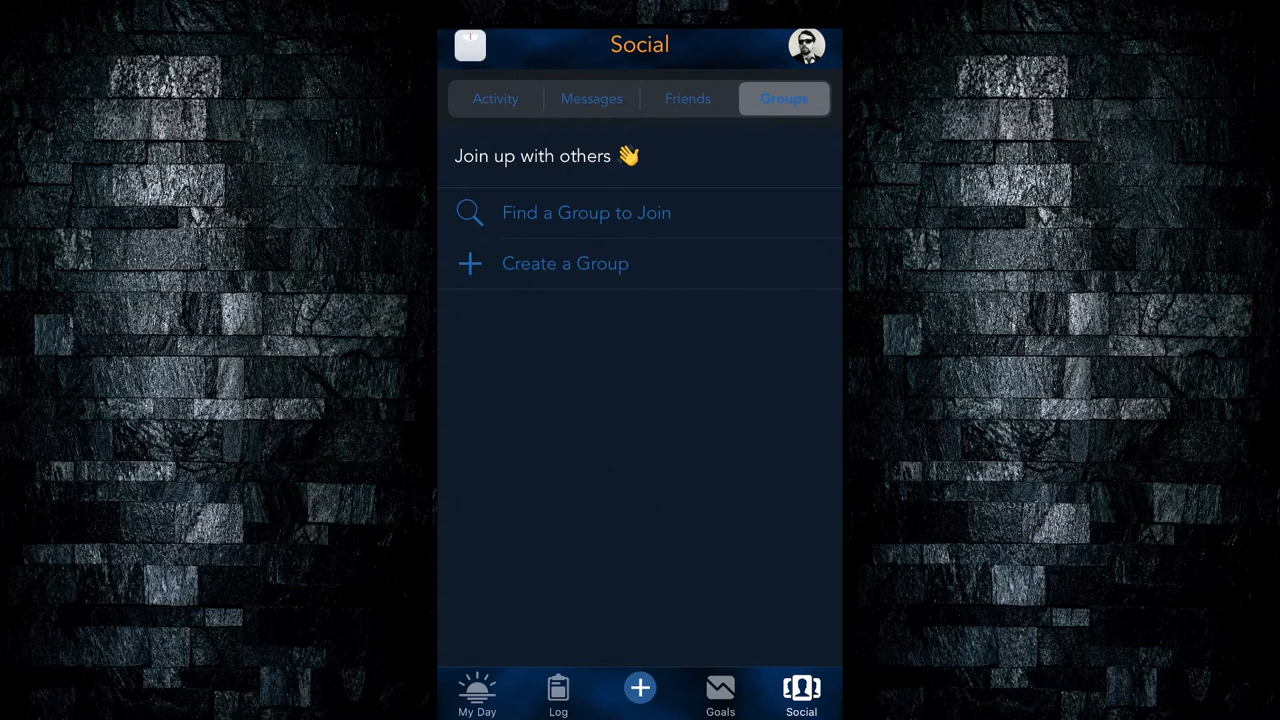 Social
Activity Messages Friends Groups
Join up with others 👋
Find a Group to Join
Create a Group
My Day Log Goals Social